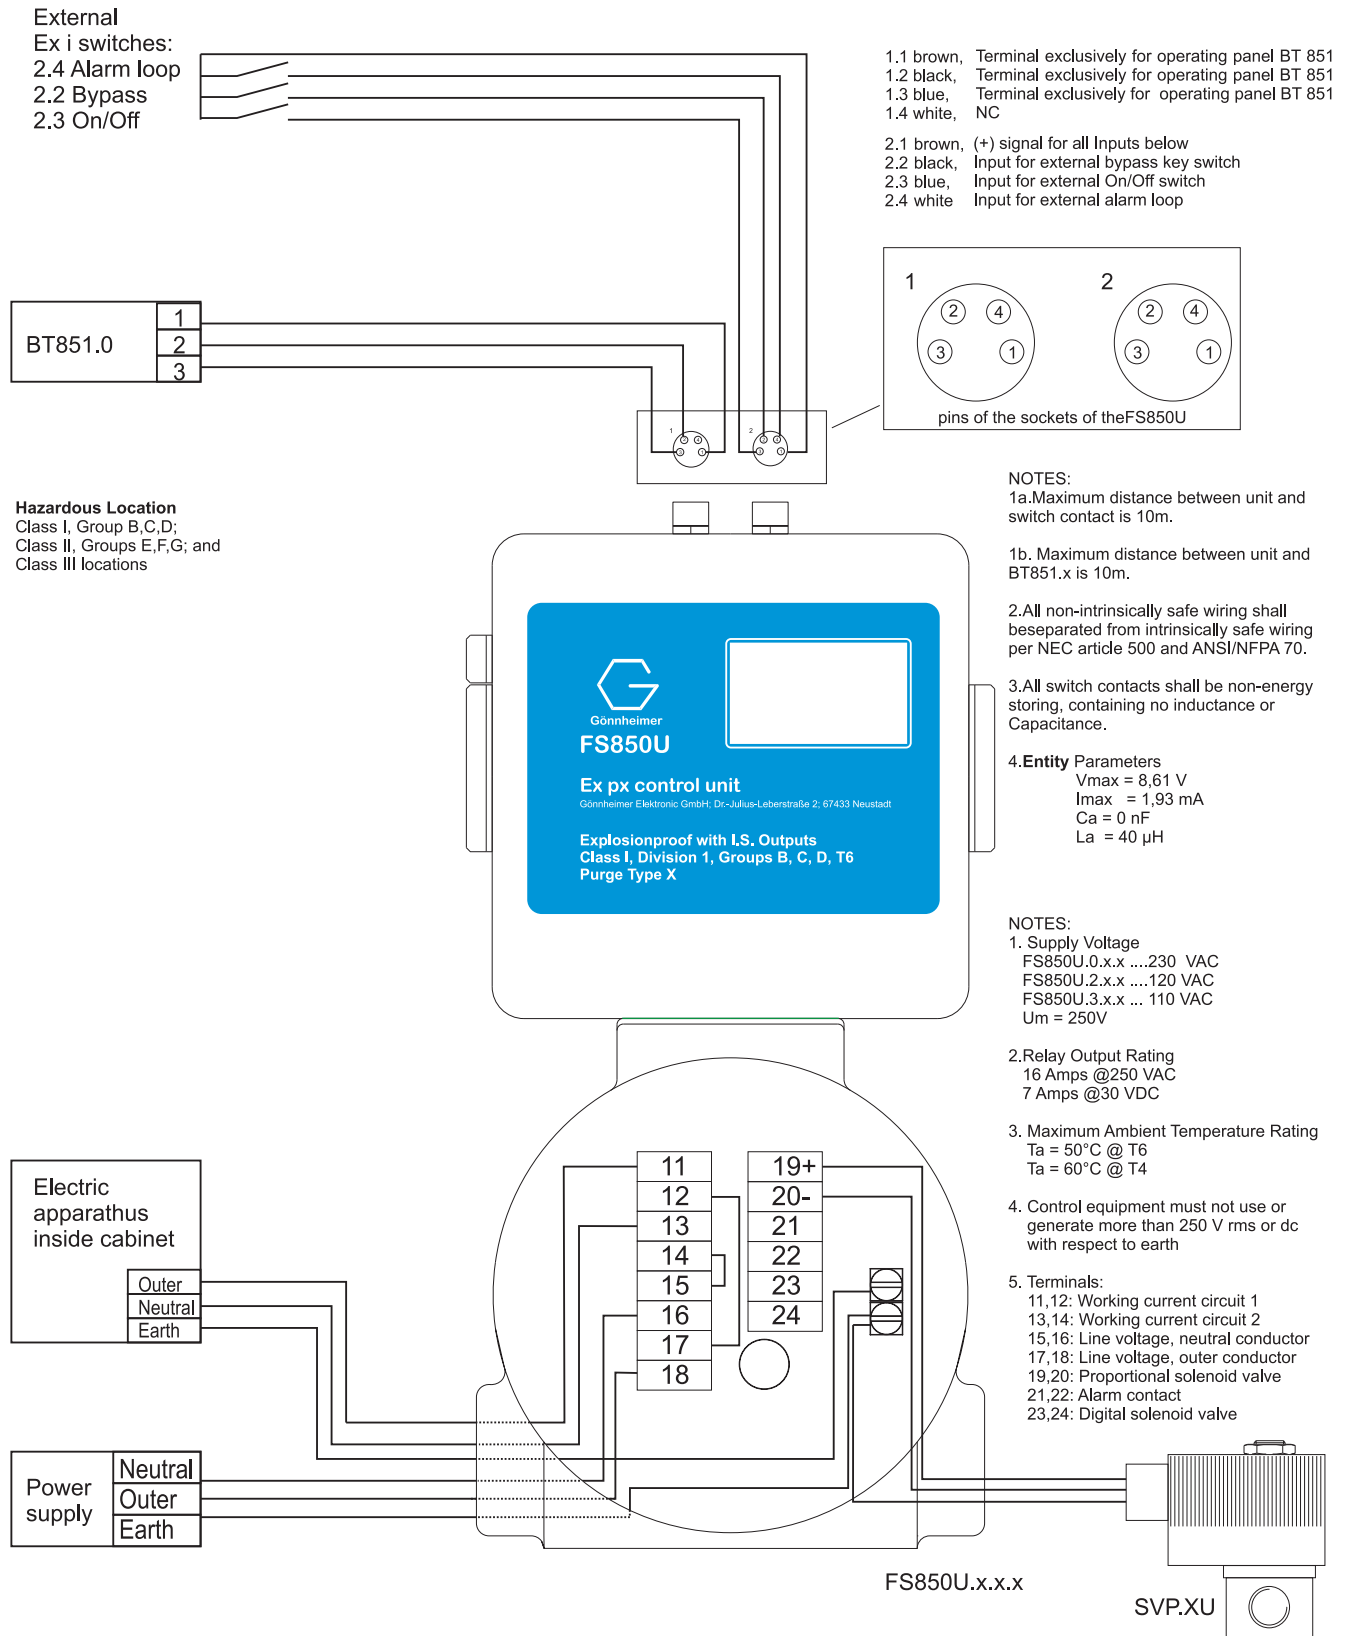 External
Ex i switches:
2.4 Alarm loop
2.2 Bypass
2.3 On/Off
1.1 brown, Terminal exclusively for operating panel BT 851
1.2 black, Terminal exclusively for operating panel BT 851
1.3 blue, Terminal exclusively for operating panel BT 851
1.4 white, NC
2.1 brown, (+) signal for all Inputs below
2.2 black, Input for external bypass key switch
2.3 blue, Input for external On/Off switch
2.4 white Input for external alarm loop
1 2
2 4 2 4
3 1 3 1
pins of the sockets of theFS850U
BT851.0
1
2
3
1 2
2 4 2 4
3 1 3 1
Hazardous Location
Class I, Group B,C,D;
Class II, Groups E,F,G; and
Class III locations
NOTES:
1a.Maximum distance between unit and
switch contact is 10m.
1b. Maximum distance between unit and
BT851.x is 10m.
2.All non-intrinsically safe wiring shall
beseparated from intrinsically safe wiring
per NEC article 500 and ANSI/NFPA 70.
3.All switch contacts shall be non-energy
storing, containing no inductance or
Capacitance.
4.Entity Parameters
Vmax = 8,61 V
Imax = 1,93 mA
Ca = 0 nF
La = 40 µH
Gönnheimer
FS850U
Ex px control unit
Gönnheimer Elektronic GmbH; Dr.-Julius-Leberstraße 2; 67433 Neustadt
Explosionproof with I.S. Outputs
Class I, Division 1, Groups B, C, D, T6
Purge Type X
NOTES:
1. Supply Voltage
FS850U.0.x.x ....230 VAC
FS850U.2.x.x ....120 VAC
FS850U.3.x.x ... 110 VAC
Um = 250V
2.Relay Output Rating
16 Amps @250 VAC
7 Amps @30 VDC
3. Maximum Ambient Temperature Rating
Ta = 50°C @ T6
Ta = 60°C @ T4
4. Control equipment must not use or
generate more than 250 V rms or dc
with respect to earth
5. Terminals:
11,12: Working current circuit 1
13,14: Working current circuit 2
15,16: Line voltage, neutral conductor
17,18: Line voltage, outer conductor
19,20: Proportional solenoid valve
21,22: Alarm contact
23,24: Digital solenoid valve
11
12
13
14
15
16
17
18
19+
20-
21
22
23
24
Electric
apparathus
inside cabinet
Outer
Neutral
Earth
Power
supply
Neutral
Outer
Earth
FS850U.x.x.x
SVP.XU